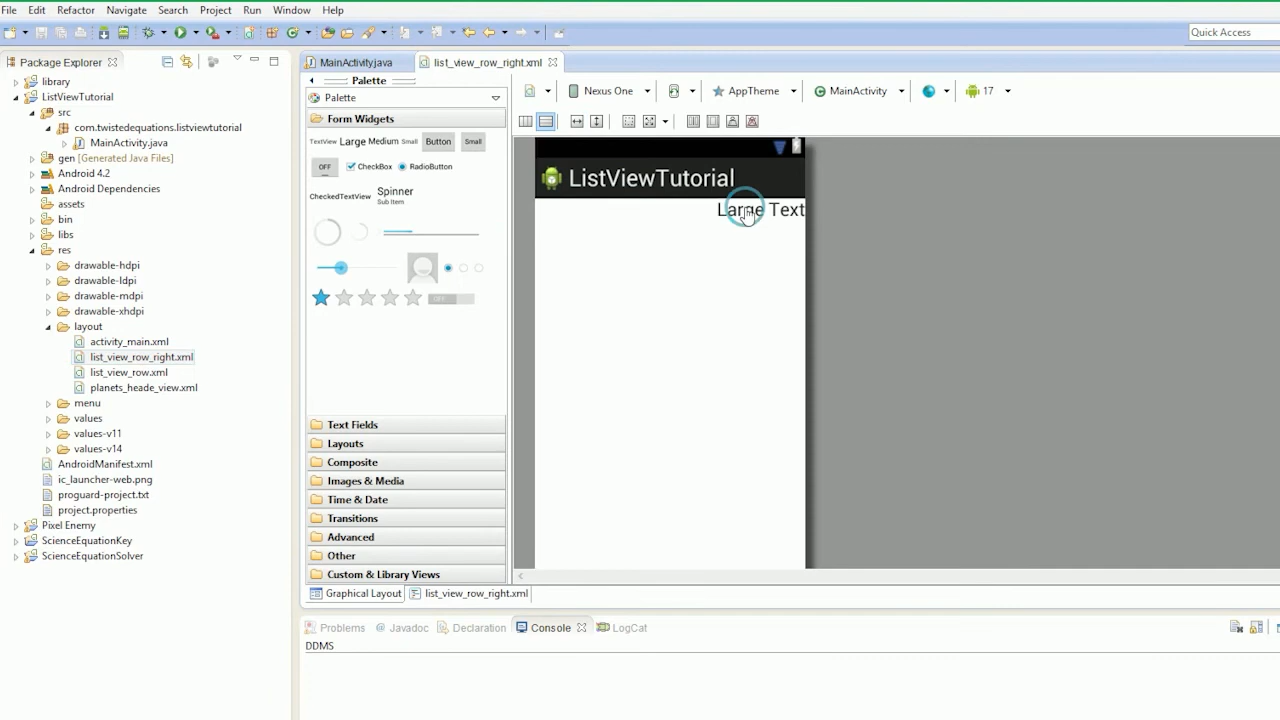 File Edit Refactor Navigate Search Project Run Window Help
Quick Access
Package Explorer
library
ListViewTutorial
src
com.twistedequations.listviewtutorial
MainActivity.java
gen [Generated Java Files]
Android 4.2
Android Dependencies
assets
bin
libs
res
drawable-hdpi
drawable-ldpi
drawable-mdpi
drawable-xhdpi
layout
activity_main.xml
list_view_row_right.xml
list_view_row.xml
planets_heade_view.xml
menu
values
values-v11
values-v14
AndroidManifest.xml
ic_launcher-web.png
proguard-project.txt
project.properties
Pixel Enemy
ScienceEquationKey
ScienceEquationSolver
MainActivity.java list_view_row_right.xml
Palette
Palette
Form Widgets
TextView Large Medium Small Button Small
OFF CheckBox RadioButton
CheckedTextView Spinner
Sub Item
OFF
Text Fields
Layouts
Composite
Images & Media
Time & Date
Transitions
Advanced
Other
Custom & Library Views
Graphical Layout list_view_row_right.xml
Nexus One AppTheme MainActivity 17
ListViewTutorial
Large Text
Problems Javadoc Declaration Console LogCat
DDMS